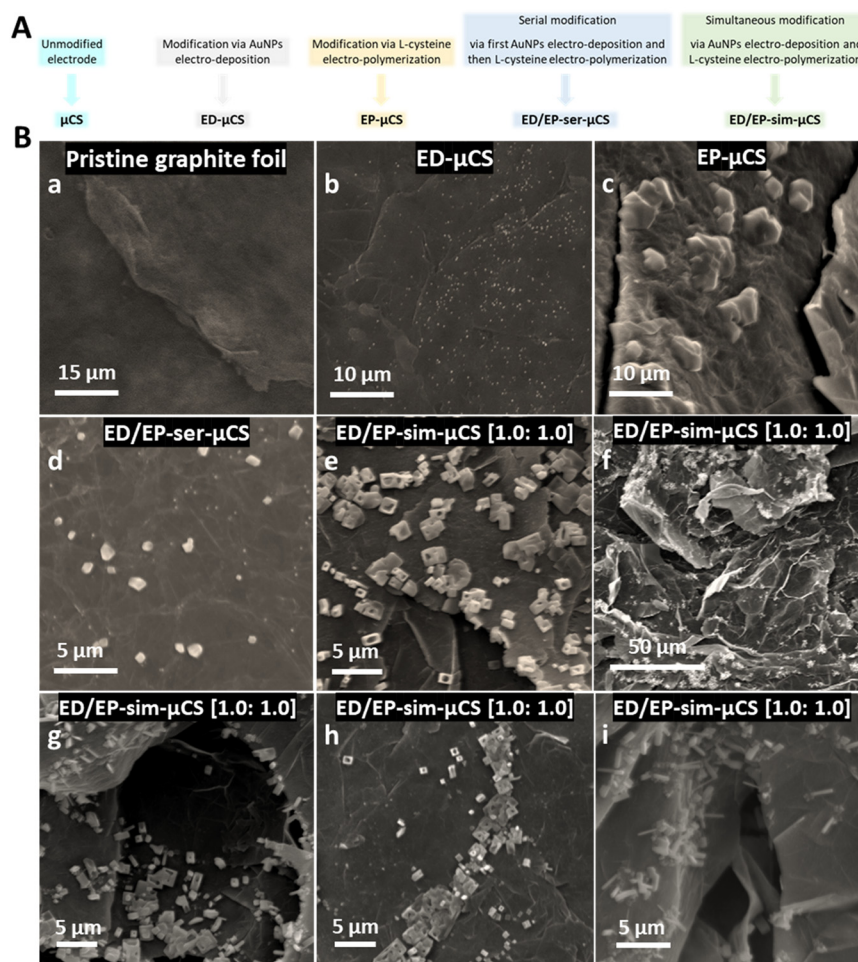 A
Unmodified
electrode
μCS
Modification via AuNPs
electro-deposition
ED-μCS
Modification via L-cysteine
electro-polymerization
EP-μCS
Serial modification
via first AuNPs electro-deposition and
then L-cysteine electro-polymerization
ED/EP-ser-μCS
Simultaneous modification
via AuNPs electro-deposition and
L-cysteine electro-polymerization
ED/EP-sim-μCS
B
Pristine graphite foil
a
15 μm
ED-μCS
b
10 μm
EP-μCS
c
10 μm
ED/EP-ser-μCS
d
5 μm
ED/EP-sim-μCS [1.0: 1.0]
e
5 μm
ED/EP-sim-μCS [1.0: 1.0]
f
50 μm
ED/EP-sim-μCS [1.0: 1.0]
g
5 μm
ED/EP-sim-μCS [1.0: 1.0]
h
5 μm
ED/EP-sim-μCS [1.0: 1.0]
i
5 μm